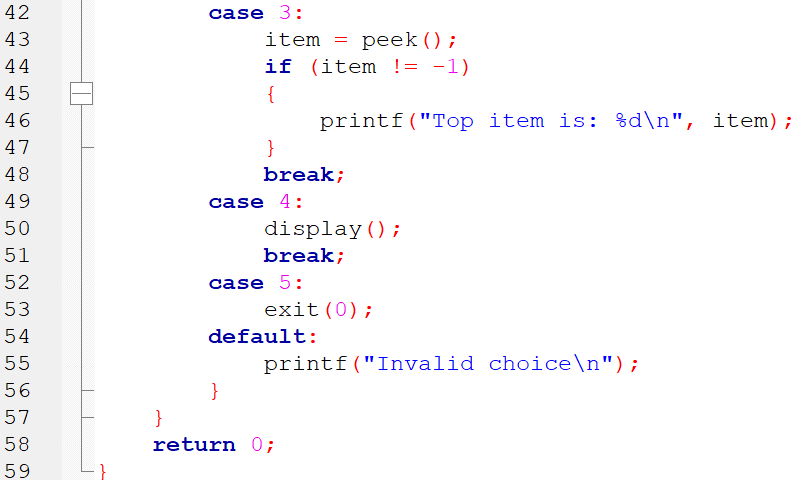 42 case 3:
43 item = peek();
44 if (item != -1)
45 {
46 printf("Top item is: %d\n", item);
47 }
48 break;
49 case 4:
50 display();
51 break;
52 case 5:
53 exit(0);
54 default:
55 printf("Invalid choice\n");
56 }
57 }
58 return 0;
59 }